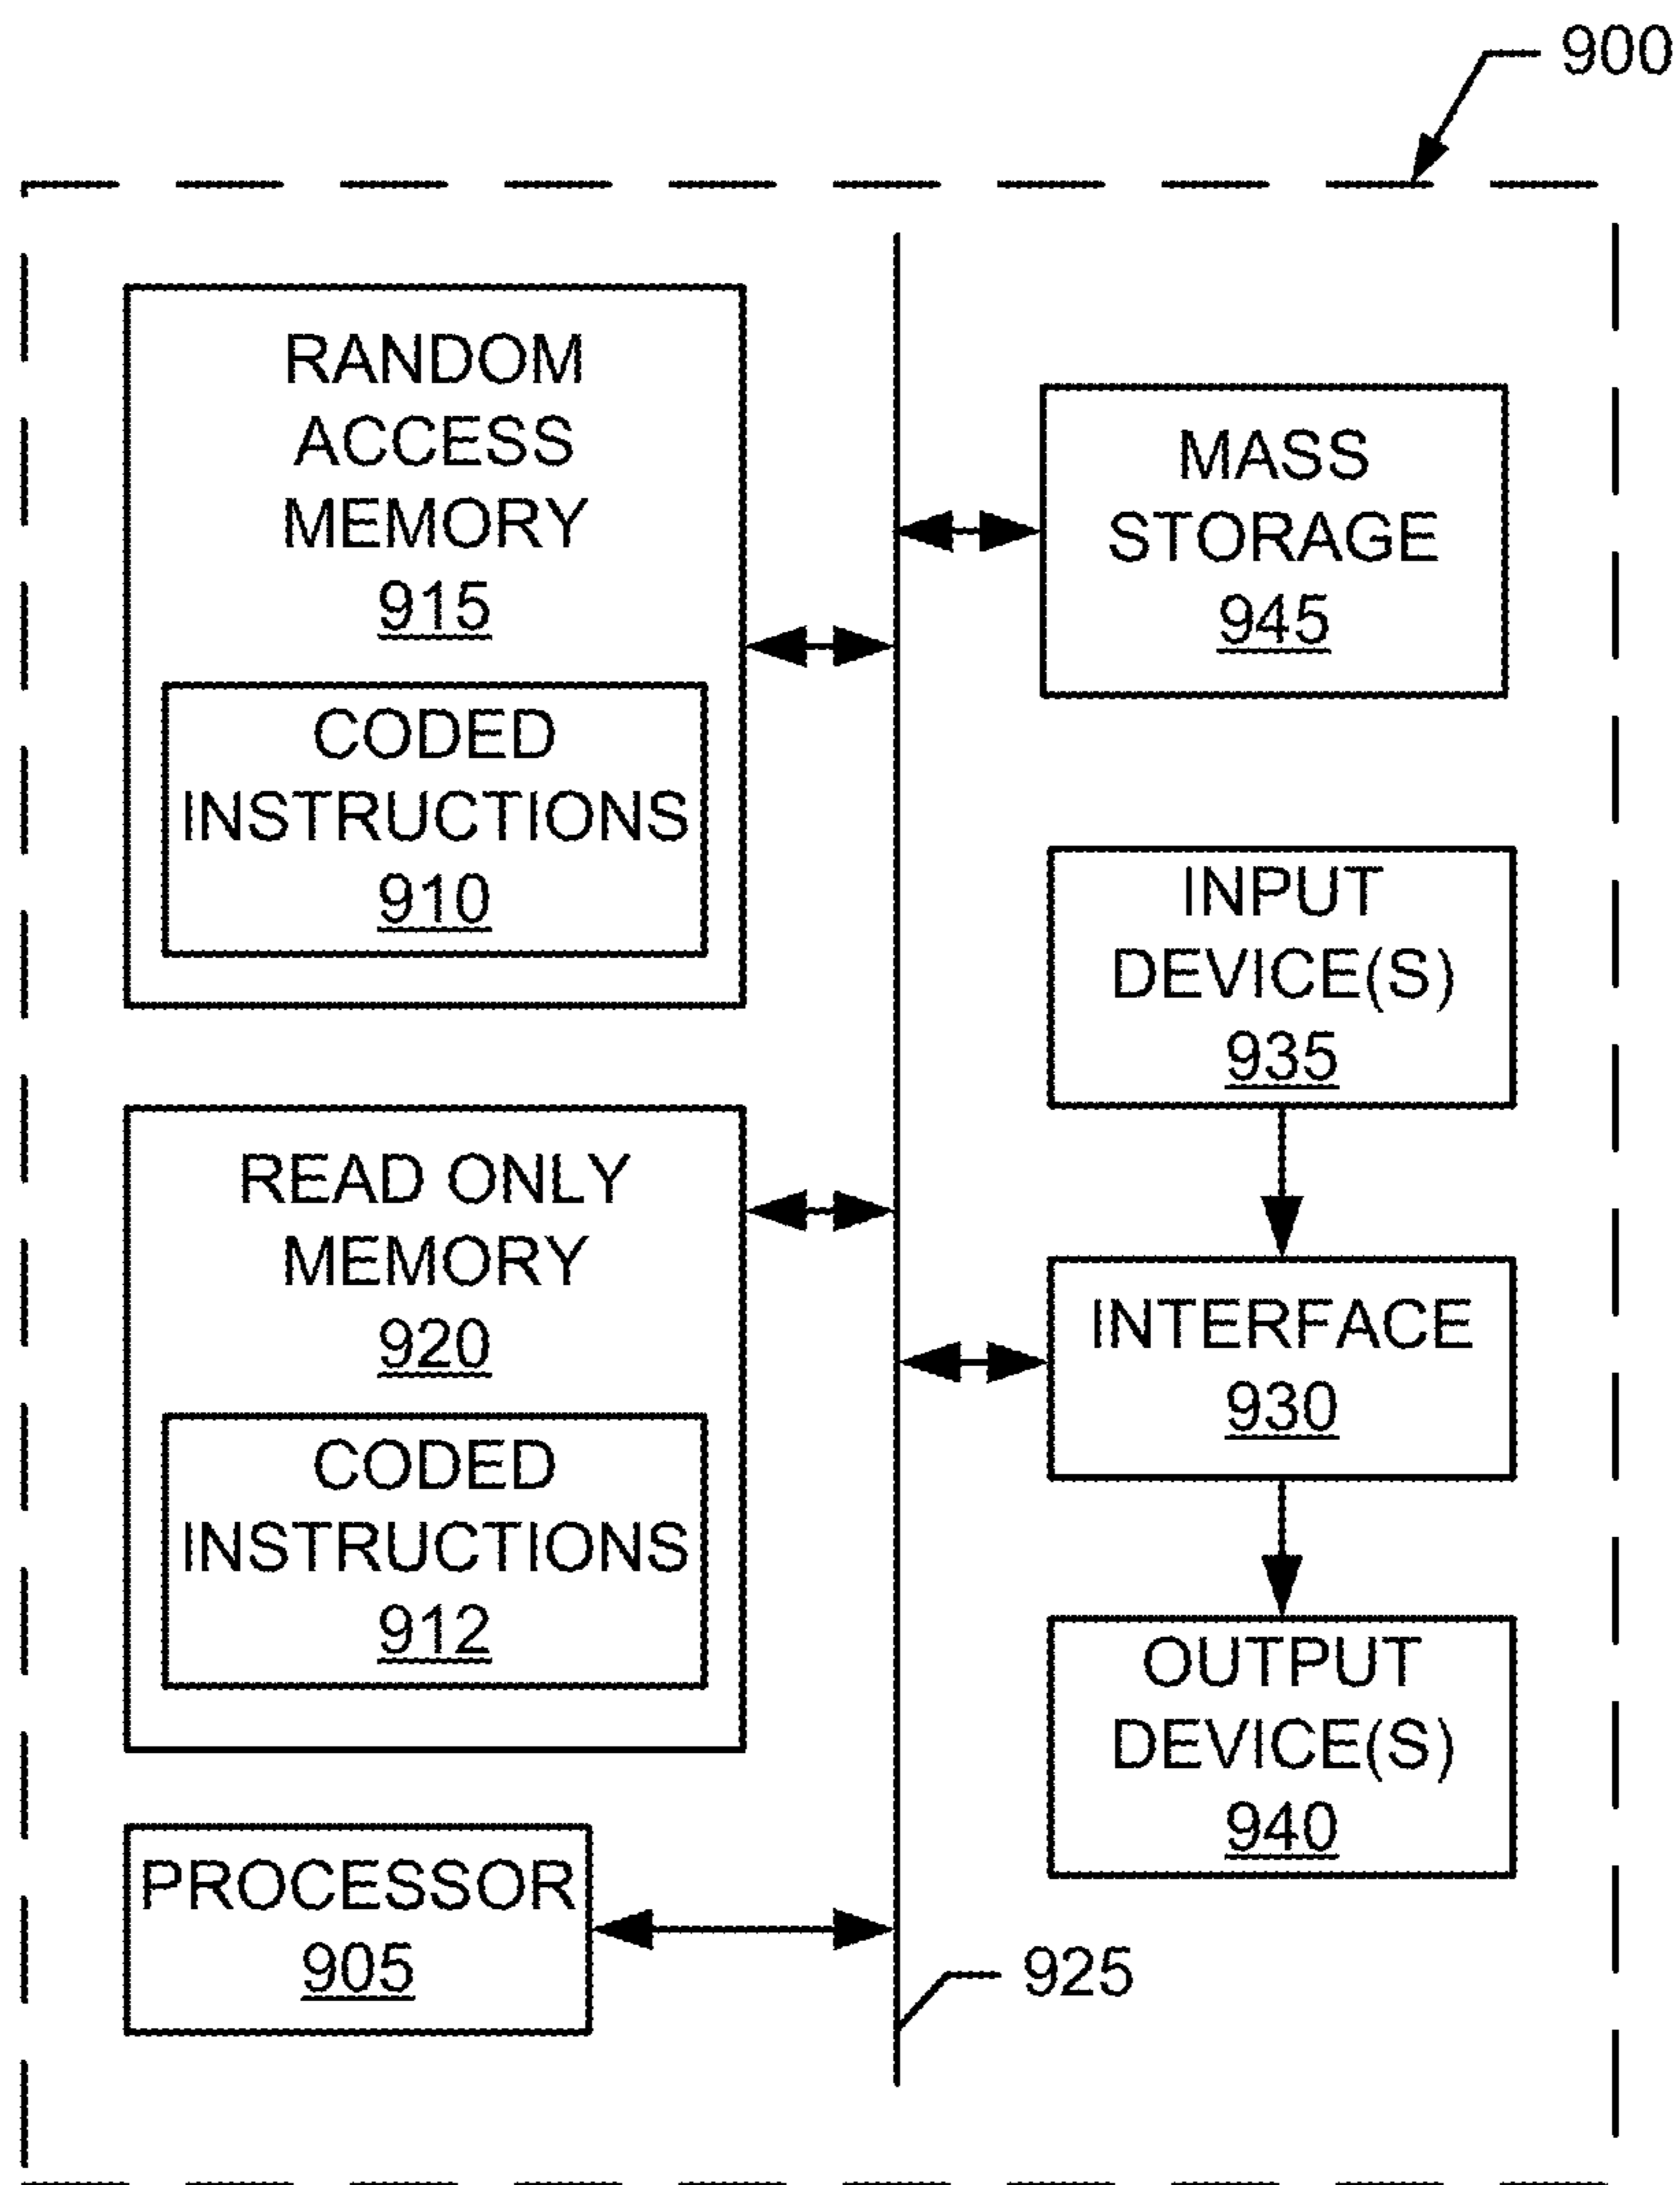 900
RANDOM
ACCESS
MEMORY
915
CODED
INSTRUCTIONS
910
READ ONLY
MEMORY
920
CODED
INSTRUCTIONS
912
PROCESSOR
905
MASS
STORAGE
945
INPUT
DEVICE(S)
935
INTERFACE
930
OUTPUT
DEVICE(S)
940
925